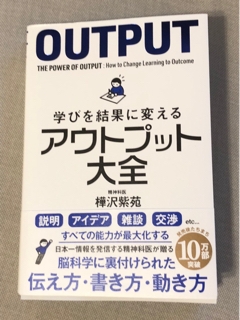 OUTPUT
THE POWER OF OUTPUT : How to Change Learning to Outcome
学びを結果に変える
アウトプット
大全
精神科医
樺沢紫苑
説明 アイデア 雑談 交渉 etc...
すべての能力が最大化する
日本一情報を発信する精神科医が贈る
10万部
突破
脳科学に裏付けられた
伝え方・書き方・動き方